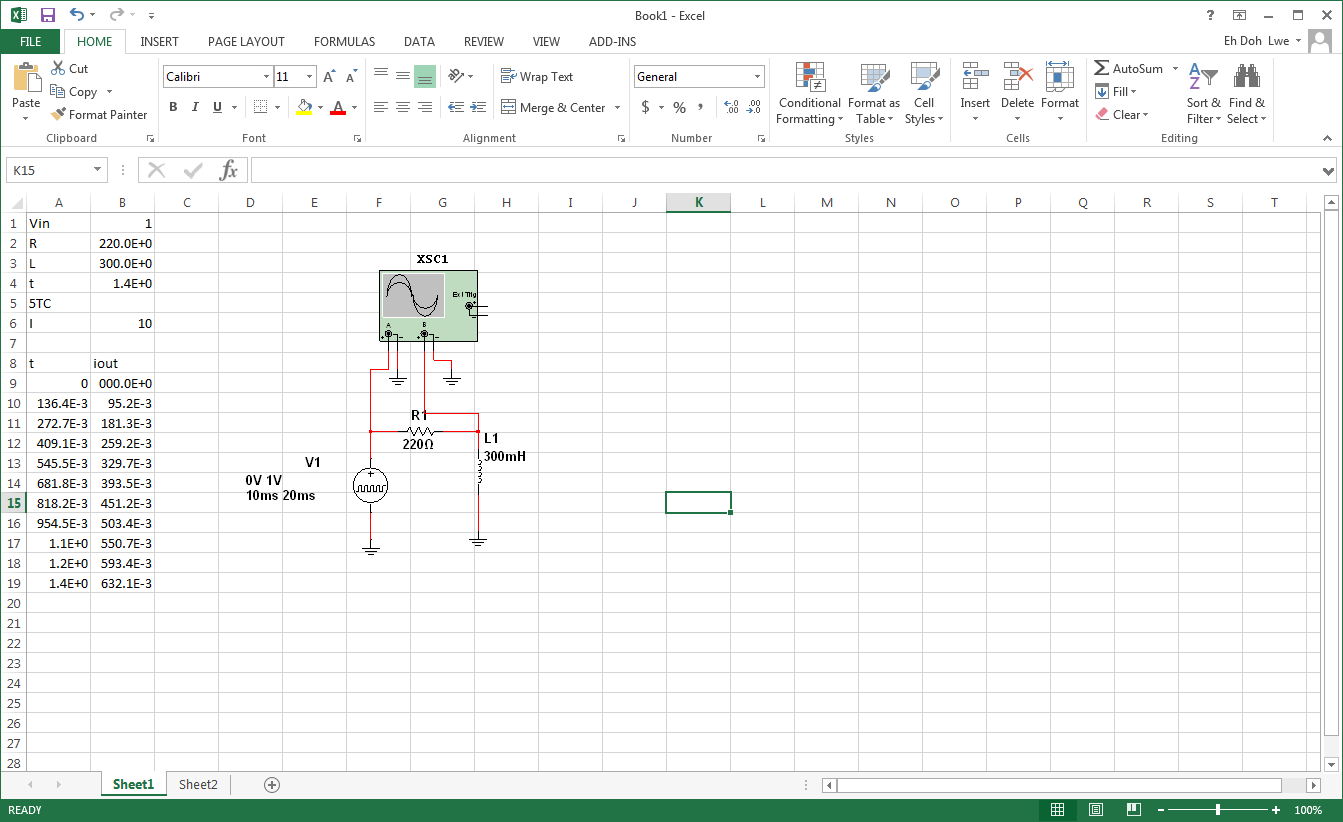 Book1 - Excel
FILE HOME INSERT PAGE LAYOUT FORMULAS DATA REVIEW VIEW ADD-INS Eh Doh Lwe
Paste
Cut
Copy
Format Painter
Clipboard
Calibri 11
B I U
Font
Wrap Text
Merge & Center
Alignment
General
$ % , .0 .00
Number
Conditional Formatting
Format as Table
Cell Styles
Styles
Insert Delete Format
Cells
AutoSum
Fill
Clear
Sort & Filter
Find & Select
Editing
K15 fx
A B C D E F G H I J K L M N O P Q R S T
1 Vin 1
2 R 220.0E+0
3 L 300.0E+0
4 t 1.4E+0
5 5TC
6 I 10
7
8 t iout
9 0 000.0E+0
10 136.4E-3 95.2E-3
11 272.7E-3 181.3E-3
12 409.1E-3 259.2E-3
13 545.5E-3 329.7E-3
14 681.8E-3 393.5E-3
15 818.2E-3 451.2E-3
16 954.5E-3 503.4E-3
17 1.1E+0 550.7E-3
18 1.2E+0 593.4E-3
19 1.4E+0 632.1E-3
20
21
22
23
24
25
26
27
28
XSC1
Ext Trig
A B
R1
220Ω
L1
300mH
V1
0V 1V
10ms 20ms
Sheet1 Sheet2
READY 100%